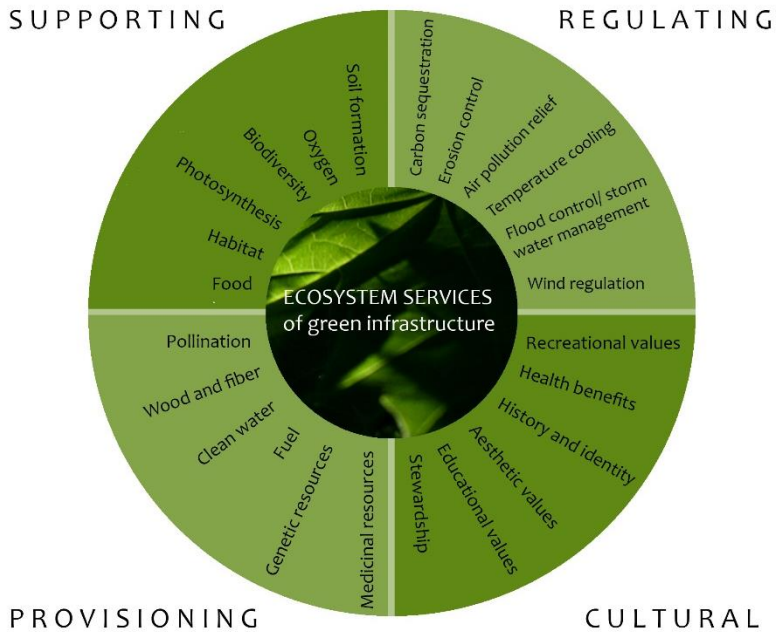 SUPPORTING
REGULATING
Soil formation
Oxygen
Biodiversity
Photosynthesis
Habitat
Food
Carbon sequestration
Erosion control
Air pollution relief
Temperature cooling
Flood control/ storm
water management
Wind regulation
ECOSYSTEM SERVICES
of green infrastructure
Pollination
Wood and fiber
Clean water
Fuel
Genetic resources
Medicinal resources
Recreational values
Health benefits
History and identity
Aesthetic values
Educational values
Stewardship
PROVISIONING
CULTURAL